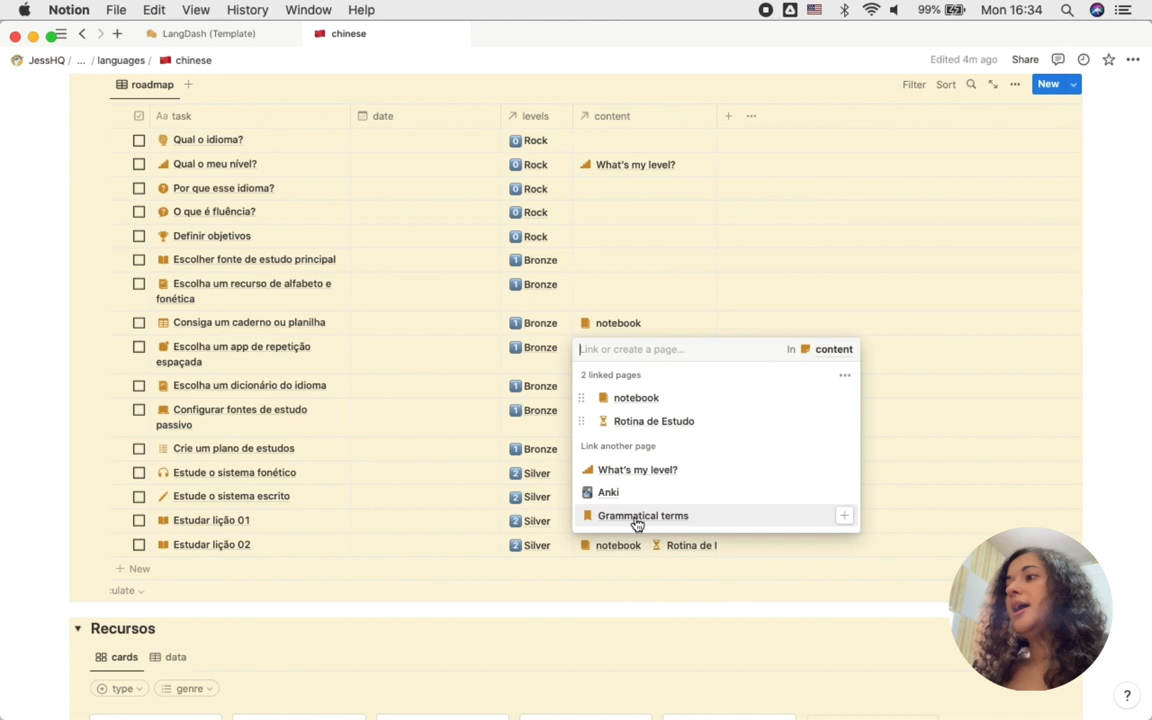 Notion File Edit View History Window Help 99% Mon 16:34
LangDash (Template) chinese
JessHQ / ... / languages / chinese Edited 4m ago Share
roadmap Filter Sort New
Aa task date levels content
Qual o idioma? 0 Rock
Qual o meu nível? 0 Rock What's my level?
Por que esse idioma? 0 Rock
O que é fluência? 0 Rock
Definir objetivos 0 Rock
Escolher fonte de estudo principal 1 Bronze
Escolha um recurso de alfabeto e 1 Bronze
fonética
Consiga um caderno ou planilha 1 Bronze notebook
Escolha um app de repetição 1 Bronze Link or create a page... In content
espaçada
2 linked pages
Escolha um dicionário do idioma 1 Bronze
notebook
Configurar fontes de estudo 1 Bronze
passivo
Rotina de Estudo
Crie um plano de estudos 1 Bronze Link another page
Estude o sistema fonético 2 Silver What's my level?
Estude o sistema escrito 2 Silver Anki
Estudar lição 01 2 Silver Grammatical terms
Estudar lição 02 2 Silver notebook Rotina de I
+ New
:ulate
Recursos
cards data
type genre
?